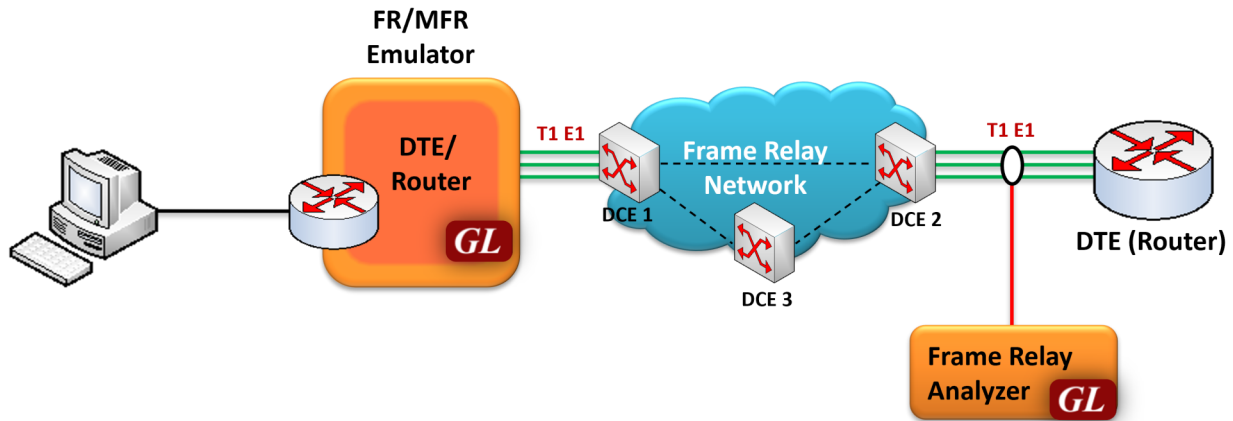 FR/MFR
Emulator
DTE/
Router
GL
T1 E1
Frame Relay
Network
DCE 1
DCE 2
DCE 3
T1 E1
DTE (Router)
Frame Relay
Analyzer
GL